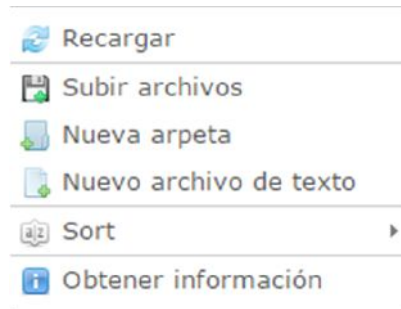 Recargar
Subir archivos
Nueva arpeta
Nuevo archivo de texto
Sort
Obtener información